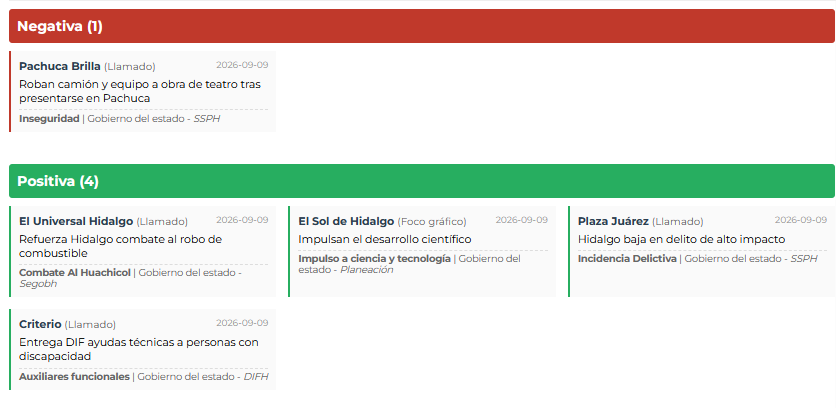 Negativa (1)
Pachuca Brilla (Llamado) 2026-09-09
Roban camión y equipo a obra de teatro tras
presentarse en Pachuca
Inseguridad | Gobierno del estado - SSPH
Positiva (4)
El Universal Hidalgo (Llamado) 2026-09-09
Refuerza Hidalgo combate al robo de
combustible
Combate Al Huachicol | Gobierno del estado -
Segobh
El Sol de Hidalgo (Foco gráfico) 2026-09-09
Impulsan el desarrollo científico
Impulso a ciencia y tecnología | Gobierno del
estado - Planeación
Plaza Juárez (Llamado) 2026-09-09
Hidalgo baja en delito de alto impacto
Incidencia Delictiva | Gobierno del estado - SSPH
Criterio (Llamado) 2026-09-09
Entrega DIF ayudas técnicas a personas con
discapacidad
Auxiliares funcionales | Gobierno del estado - DIFH